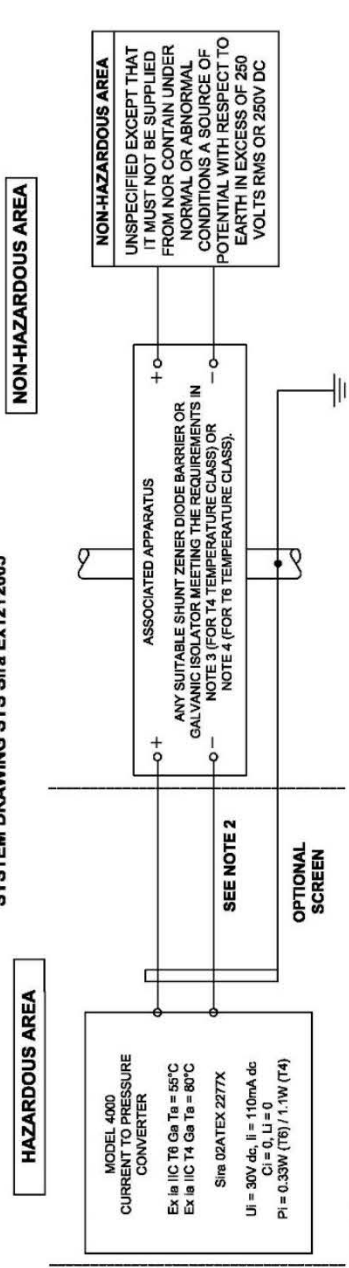 SYSTEM DRAWING SYS Sira EX12Y2005
HAZARDOUS AREA
NON-HAZARDOUS AREA
MODEL 4000
CURRENT TO PRESSURE
CONVERTER
Ex ia IIC T6 Ga Ta = 55°C
Ex ia IIC T4 Ga Ta = 80°C
Sira 02ATEX 2277X
Ui = 30V dc, Ii = 110mA dc
Ci = 0, Li = 0
Pi = 0.33W (T6) / 1.1W (T4)
SEE NOTE 2
OPTIONAL
SCREEN
+
−
ASSOCIATED APPARATUS
ANY SUITABLE SHUNT ZENER DIODE BARRIER OR
GALVANIC ISOLATOR MEETING THE REQUIREMENTS IN
NOTE 3 (FOR T4 TEMPERATURE CLASS) OR
NOTE 4 (FOR T6 TEMPERATURE CLASS).
+
−
NON-HAZARDOUS AREA
UNSPECIFIED EXCEPT THAT
IT MUST NOT BE SUPPLIED
FROM NOR CONTAIN UNDER
NORMAL OR ABNORMAL
CONDITIONS A SOURCE OF
POTENTIAL WITH RESPECT TO
EARTH IN EXCESS OF 250
VOLTS RMS OR 250V DC